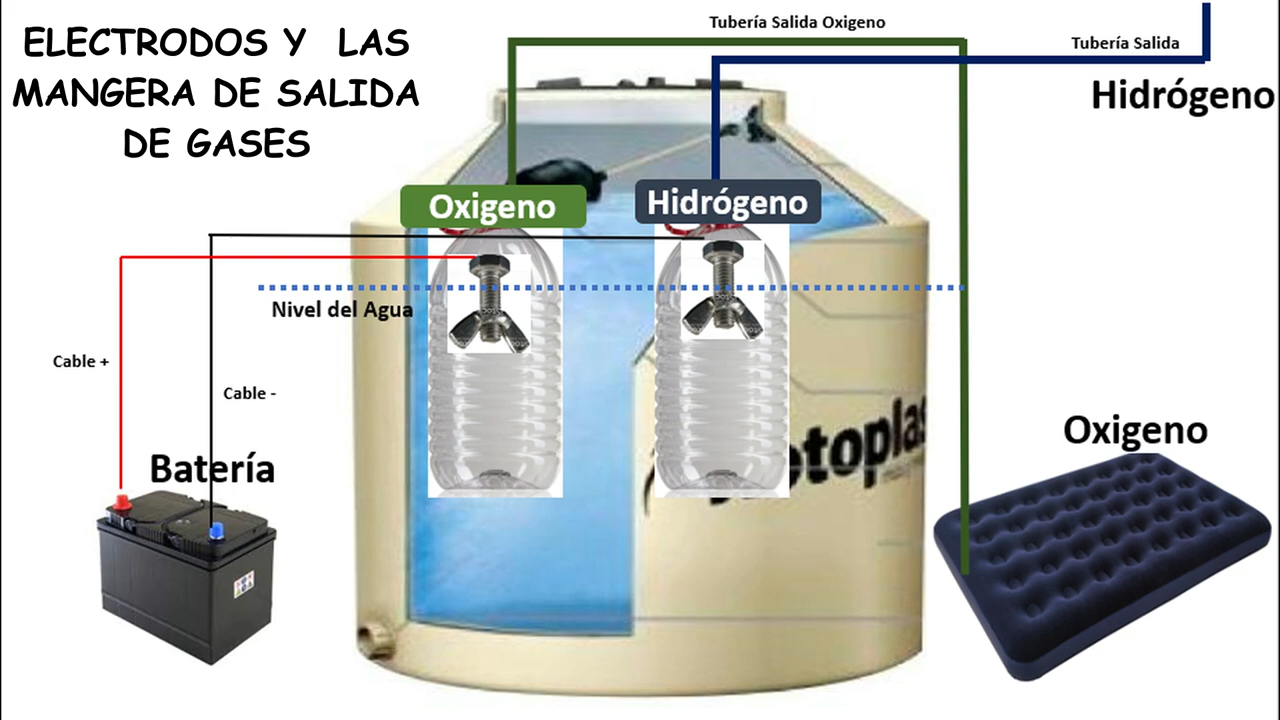 ELECTRODOS Y LAS
MANGERA DE SALIDA
DE GASES
Tubería Salida Oxigeno
Tubería Salida
Hidrógeno
Oxigeno
Hidrógeno
Nivel del Agua
Cable +
Cable -
Batería
Oxigeno